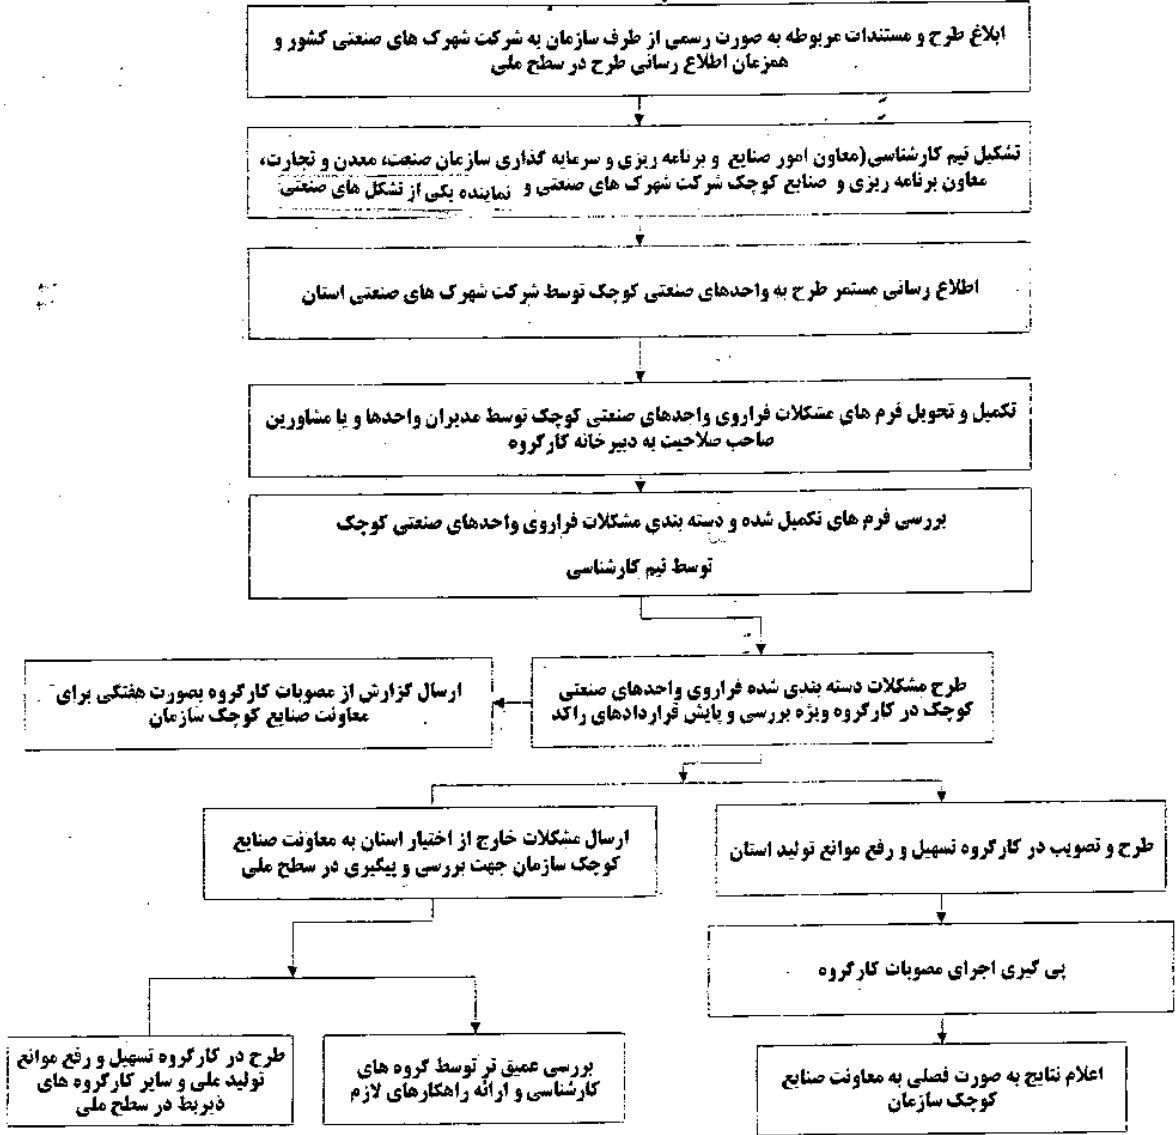 ابلاغ طرح و مستندات مربوطه به صورت رسمی از طرف سازمان به شرکت شهرک های صنعتی کشور و
همزمان اطلاع رسانی طرح در سطح ملی
تشکیل تیم کارشناسی(معاون امور صنایع و برنامه ریزی و سرمایه گذاری سازمان صنعت، معدن و تجارت،
معاون برنامه ریزی و صنایع کوچک شرکت شهرک های صنعتی و نماینده یکی از تشکل های صنعتی
اطلاع رسانی مستمر طرح به واحدهای صنعتی کوچک توسط شرکت شهرک های صنعتی استان
تکمیل و تحویل فرم های مشکلات فراروی واحدهای صنعتی کوچک توسط مدیران واحدها و یا مشاورین
صاحب صلاحیت به دبیرخانه کارگروه
بررسی فرم های تکمیل شده و دسته بندی مشکلات فراروی واحدهای صنعتی کوچک
توسط تیم کارشناسی
طرح مشکلات دسته بندی شده فراروی واحدهای صنعتی
کوچک در کارگروه ویژه بررسی و پایش قراردادهای راکد
ارسال گزارش از مصوبات کارگروه بصورت هفتگی برای
معاونت صنایع کوچک سازمان
طرح و تصویب در کارگروه تسهیل و رفع موانع تولید استان
ارسال مشکلات خارج از اختیار استان به معاونت صنایع
کوچک سازمان جهت بررسی و پیگیری در سطح ملی
پی گیری اجرای مصوبات کارگروه
اعلام نتایج به صورت فصلی به معاونت صنایع
کوچک سازمان
بررسی عمیق تر توسط گروه های
کارشناسی و ارائه راهکارهای لازم
طرح در کارگروه تسهیل و رفع موانع
تولید ملی و سایر کارگروه های
ذیربط در سطح ملی